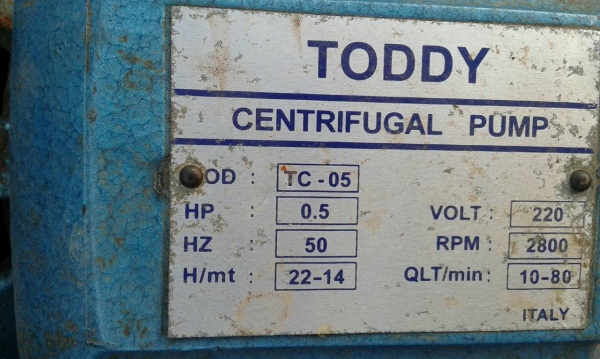 TODDY
CENTRIFUGAL PUMP
OD : TC-05
HP : 0.5 VOLT : 220
HZ : 50 RPM : 2800
H/mt : 22-14 QLT/min : 10-80
ITALY